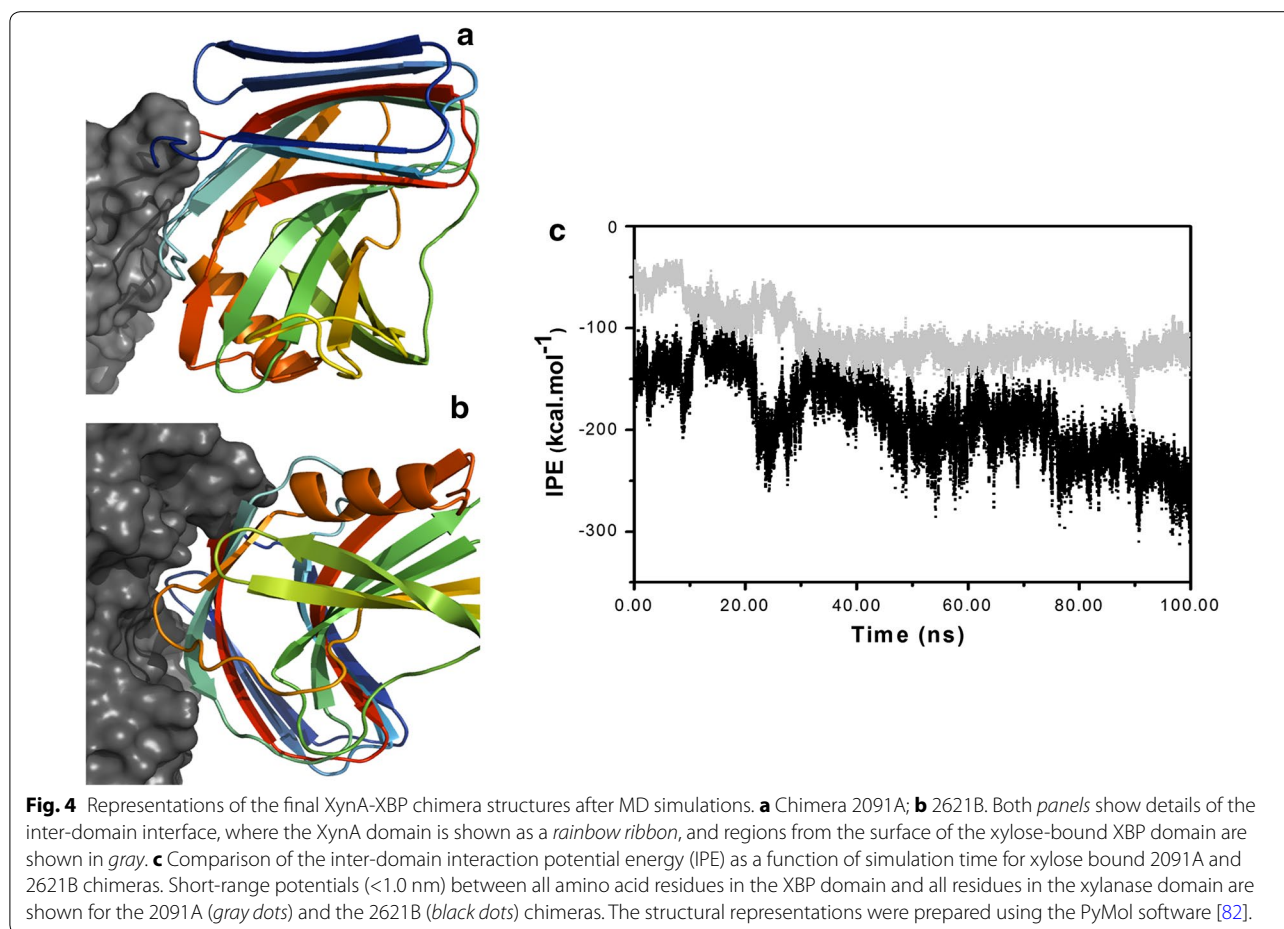 a
b
c
0
-100
-200
-300
IPE (kcal.mol-1)
0.00 20.00 40.00 60.00 80.00 100.00
Time (ns)
Fig. 4 Representations of the final XynA-XBP chimera structures after MD simulations. a Chimera 2091A; b 2621B. Both panels show details of the
inter-domain interface, where the XynA domain is shown as a rainbow ribbon, and regions from the surface of the xylose-bound XBP domain are
shown in gray. c Comparison of the inter-domain interaction potential energy (IPE) as a function of simulation time for xylose bound 2091A and
2621B chimeras. Short-range potentials (<1.0 nm) between all amino acid residues in the XBP domain and all residues in the xylanase domain are
shown for the 2091A (gray dots) and the 2621B (black dots) chimeras. The structural representations were prepared using the PyMol software [82].